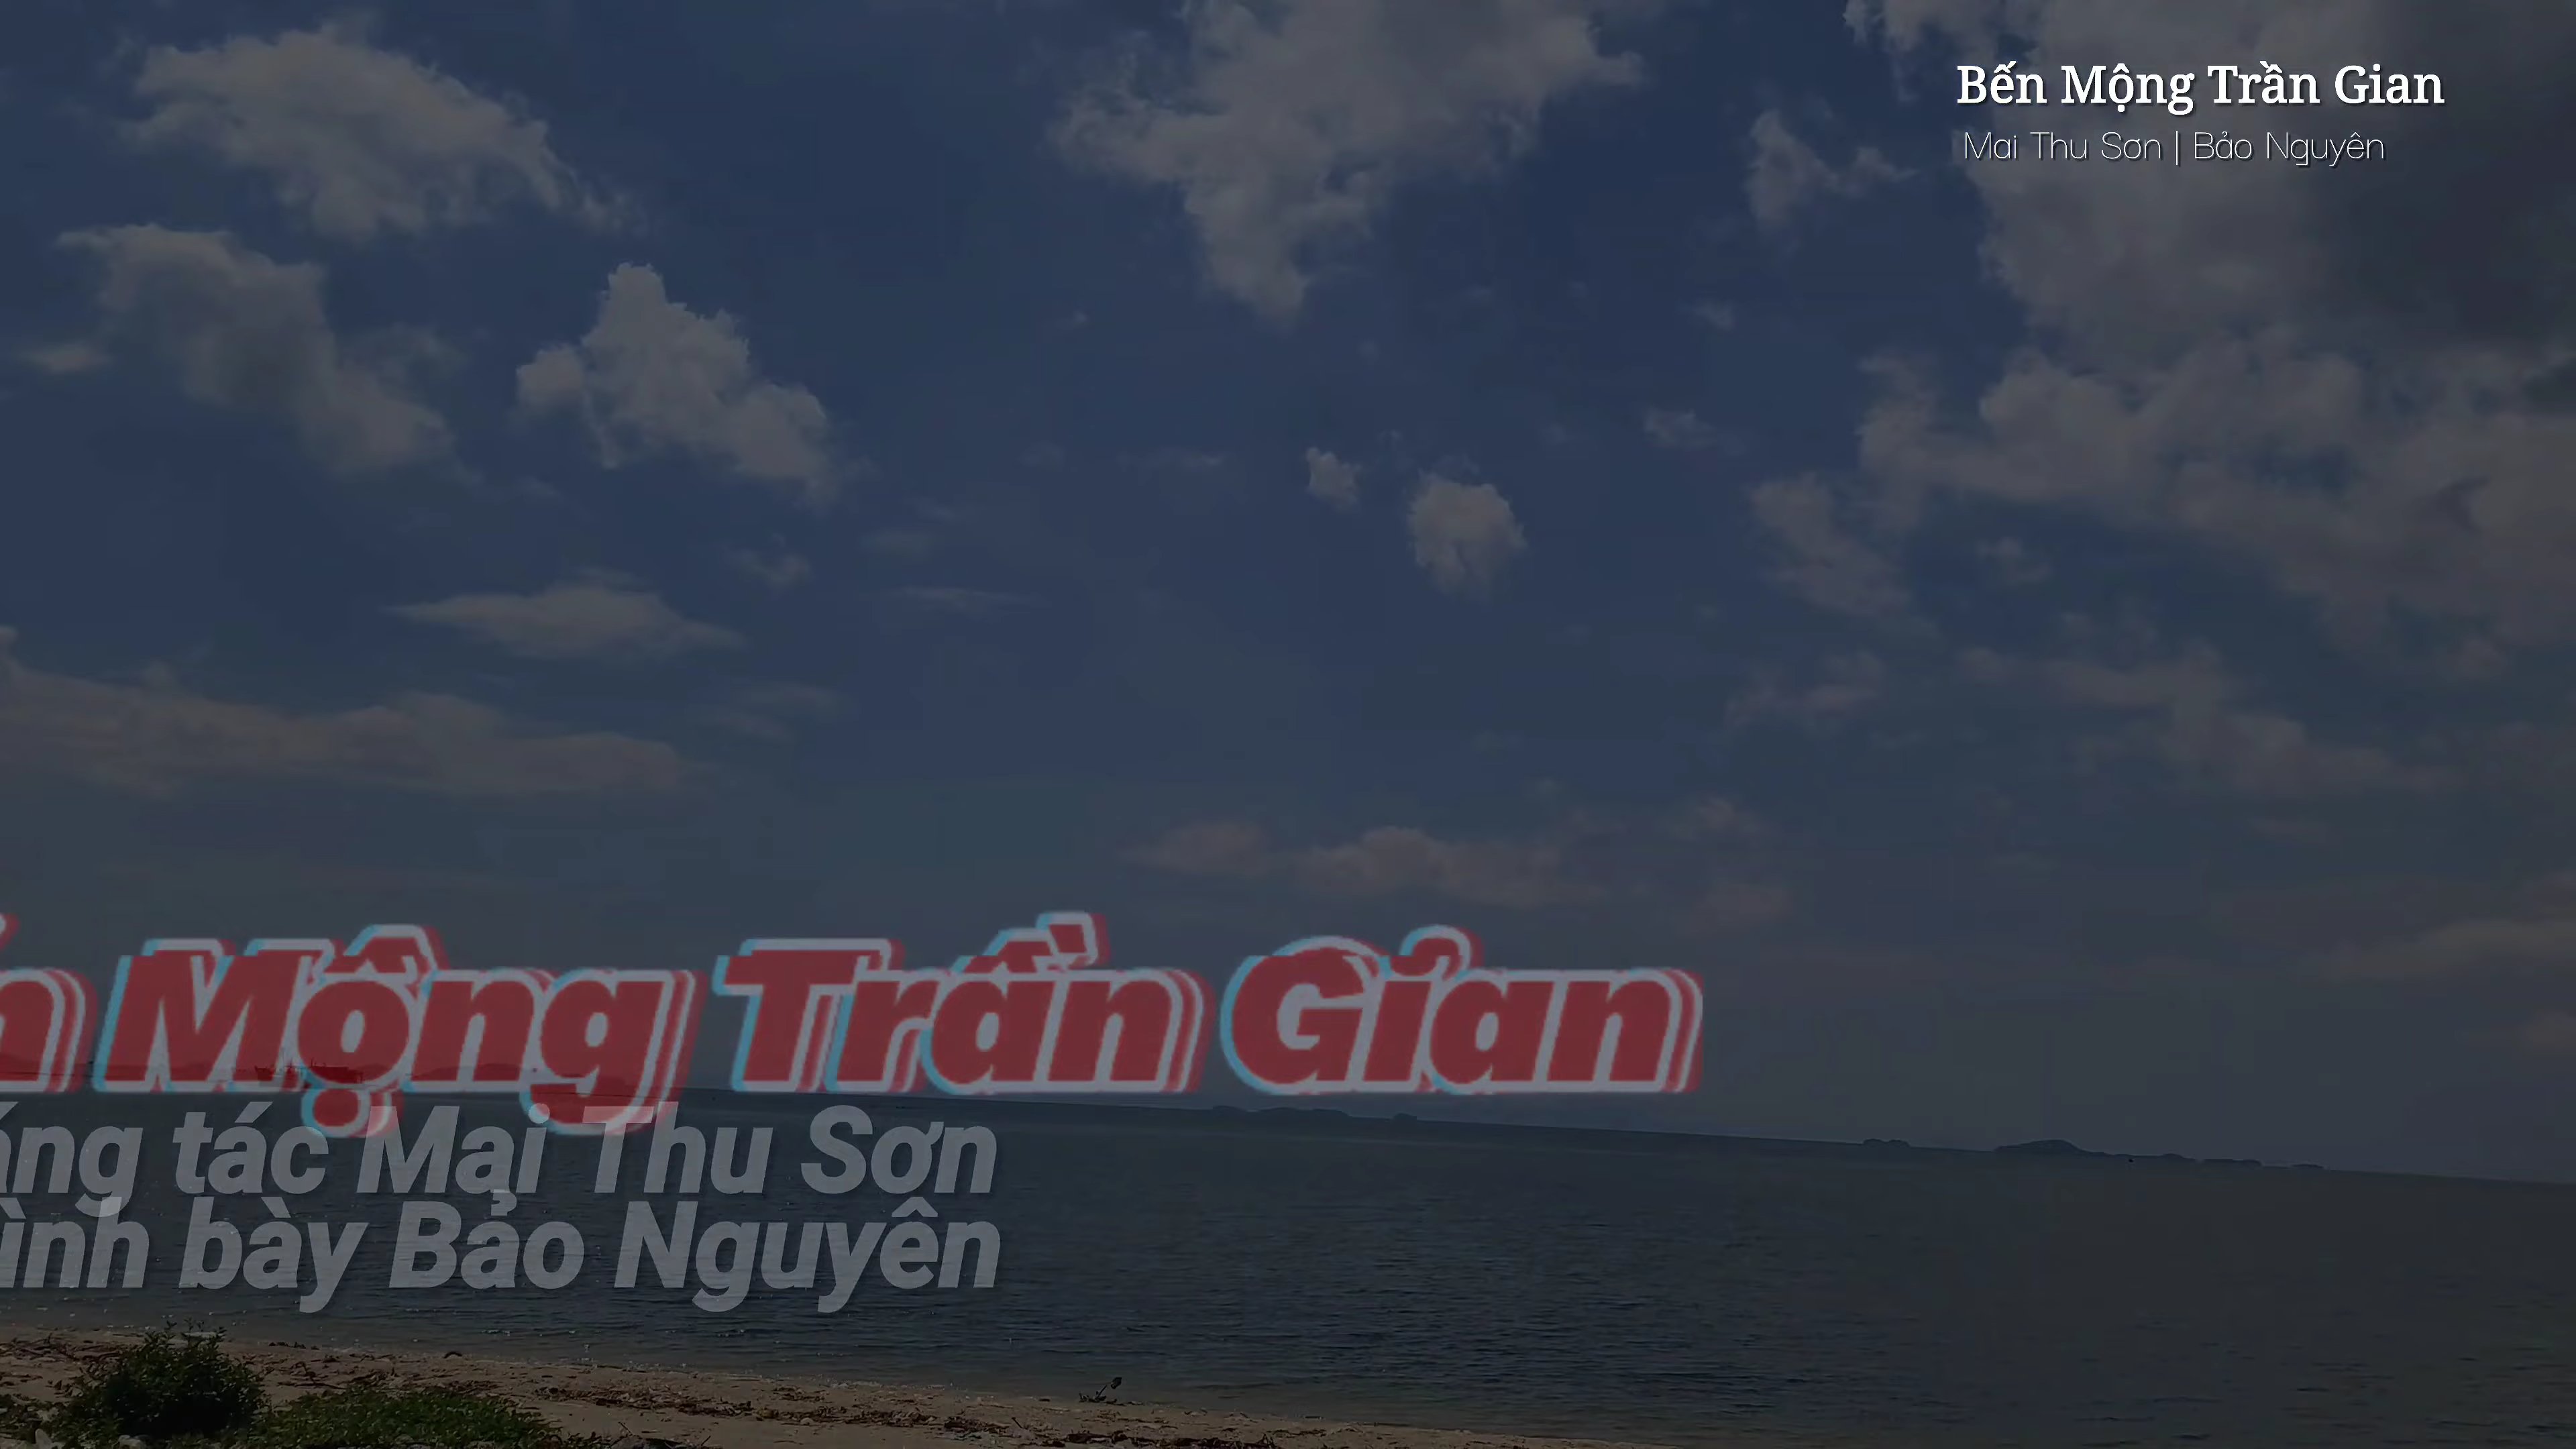 Bến Mộng Trần Gian
Mai Thu Sơn | Bảo Nguyên
Mộng Trần Gian
tác Mai Thu Sơn
bày Bảo Nguyên